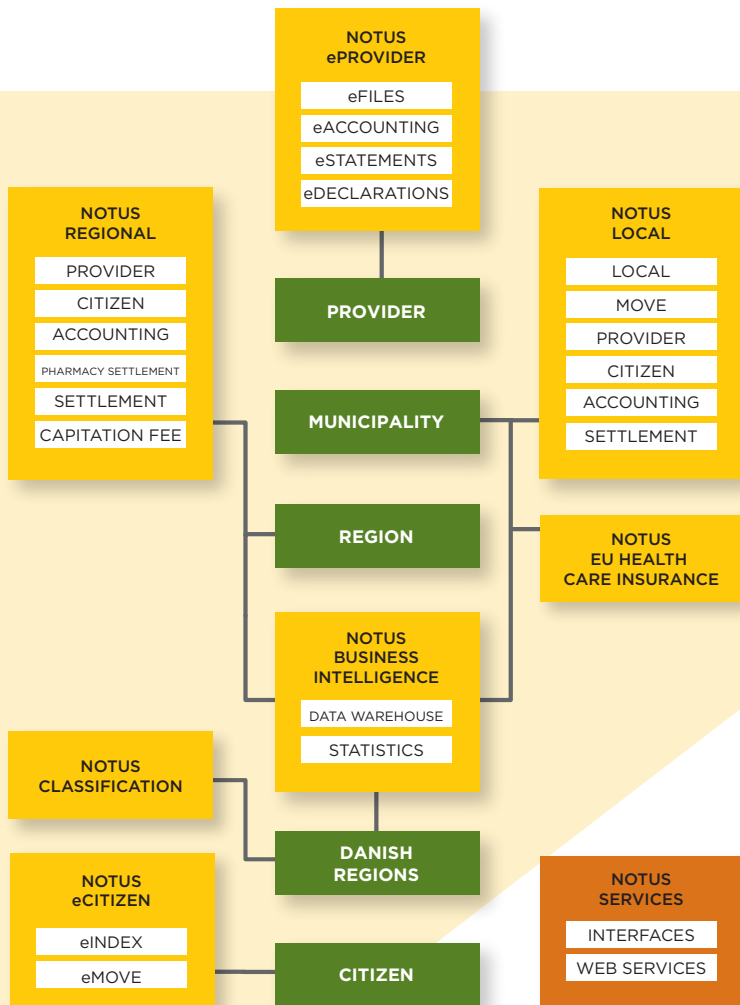 NOTUS
ePROVIDER
eFILES
eACCOUNTING
eSTATEMENTS
eDECLARATIONS
NOTUS
REGIONAL
PROVIDER
CITIZEN
ACCOUNTING
PHARMACY SETTLEMENT
SETTLEMENT
CAPITATION FEE
PROVIDER
MUNICIPALITY
REGION
NOTUS
LOCAL
LOCAL
MOVE
PROVIDER
CITIZEN
ACCOUNTING
SETTLEMENT
NOTUS
EU HEALTH
CARE INSURANCE
NOTUS
BUSINESS
INTELLIGENCE
DATA WAREHOUSE
STATISTICS
NOTUS
CLASSIFICATION
DANISH
REGIONS
NOTUS
eCITIZEN
eINDEX
eMOVE
CITIZEN
NOTUS
SERVICES
INTERFACES
WEB SERVICES